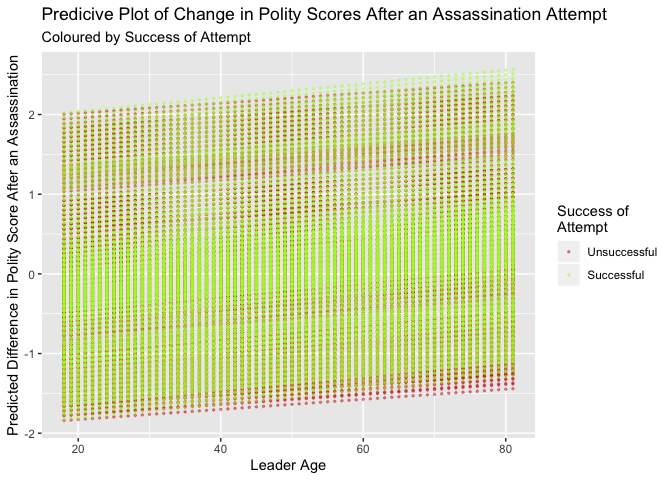 Predicive Plot of Change in Polity Scores After an Assassination Attempt
Coloured by Success of Attempt
Predicted Difference in Polity Score After an Assassination
2
1
0
-1
-2
20
40
60
80
Leader Age
Success of
Attempt
Unsuccessful
Successful